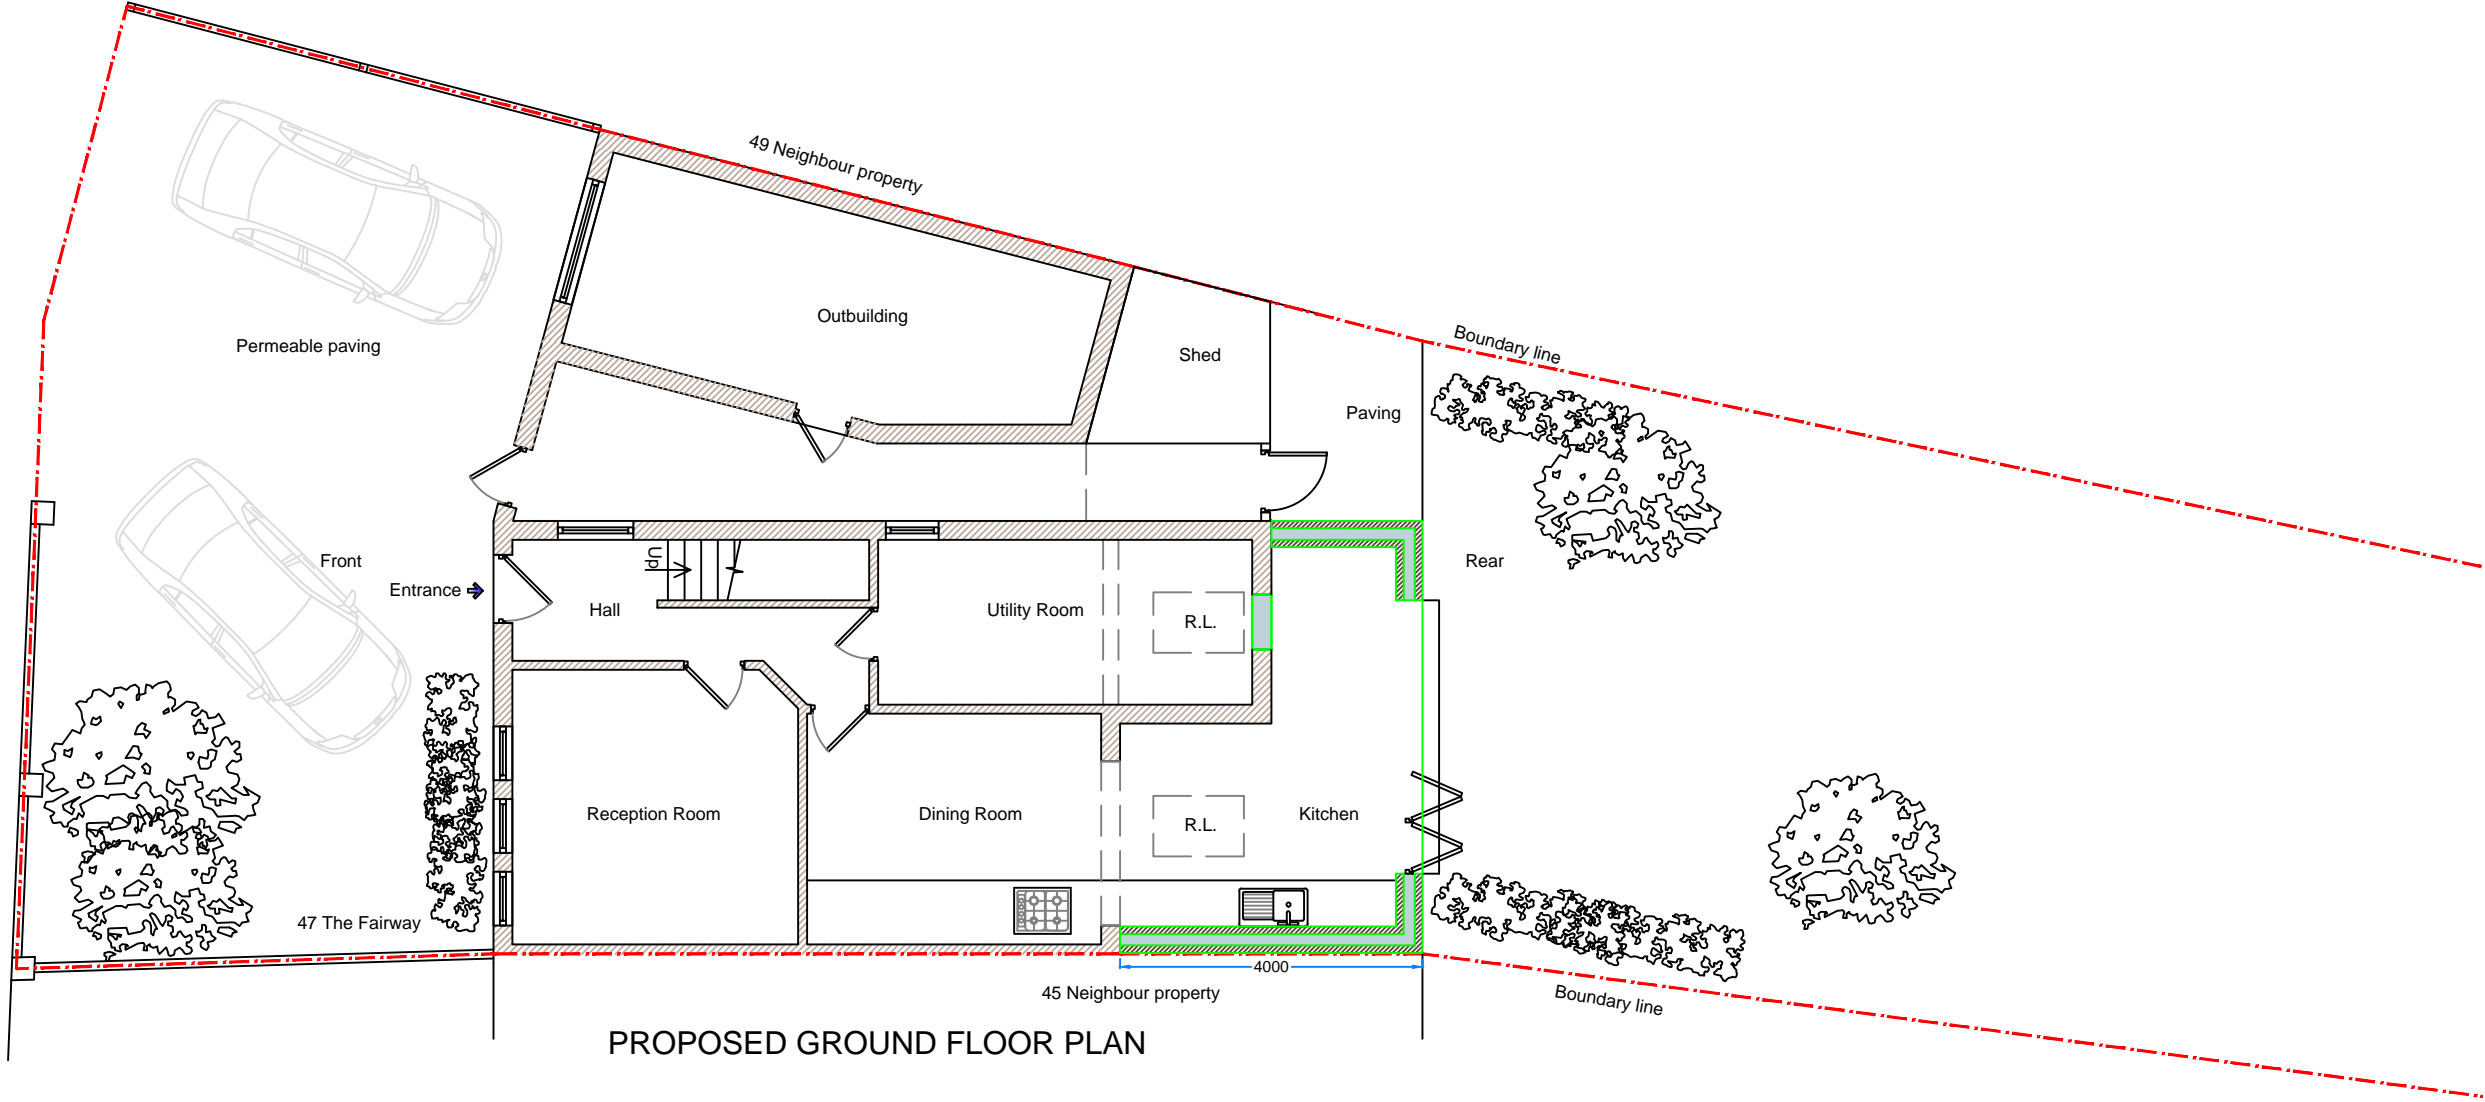 49 Neighbour property
Outbuilding
Permeable paving
Shed
Boundary line
Paving
Front
Rear
Up
Entrance
Hall
Utility Room
R.L.
Reception Room
Dining Room
R.L.
Kitchen
47 The Fairway
4000
45 Neighbour property
Boundary line
PROPOSED GROUND FLOOR PLAN